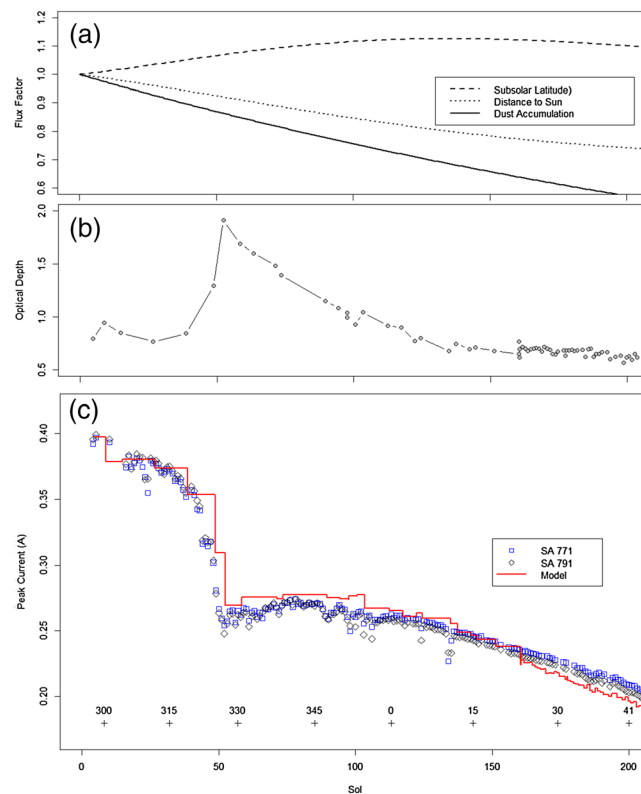 (a)
1.2
1.1
1.0
0.9
0.8
0.7
0.6
Flux Factor
Subsolar Latitude)
Distance to Sun
Dust Accumulation
(b)
2.0
1.5
1.0
0.5
Optical Depth
(c)
0.40
0.35
0.30
0.25
0.20
Peak Current (A)
SA 771
SA 791
Model
300 315 330 345 0 15 30 41
0 50 100 150 200
Sol